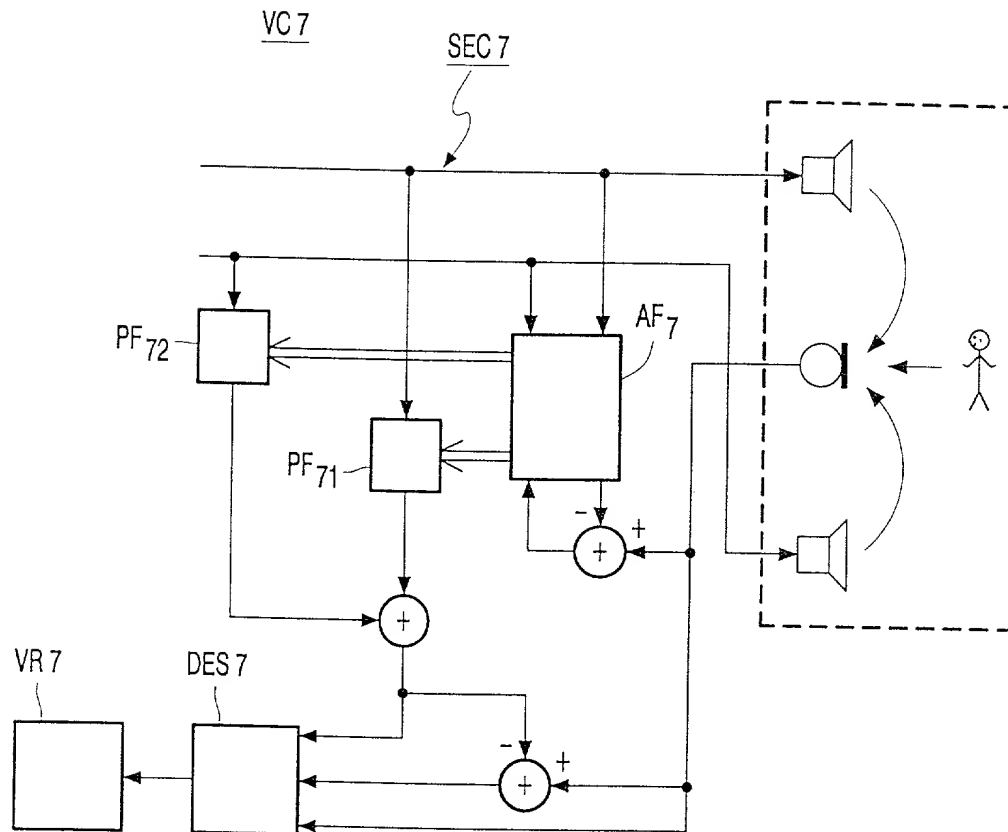 VC 7
SEC 7
PF72
AF7
PF71
- +
+
+
VR 7
DES 7
- +
+